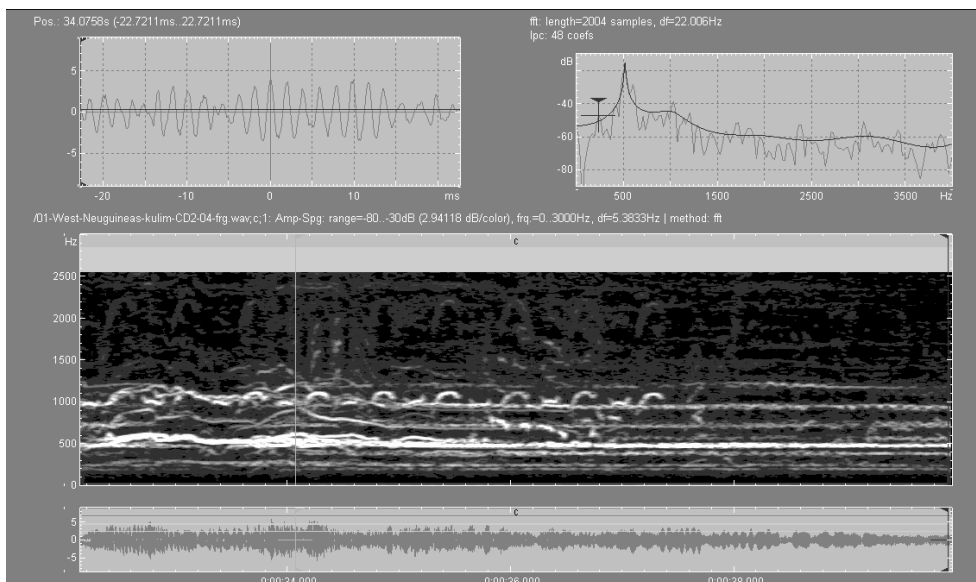 Pos.: 34.0758s (-22.7211ms..22.7211ms)
5
0
-5
-20
-10
0
10
ms
fft: length=2004 samples, df=22.006Hz
lpc: 48 coefs
dB
-40
-60
-80
500
1500
2500
3500
Hz
/01-West-Neuguineas-kulim-CD2-04-frg.wav;c;1: Amp-Spg: range=-80..-30dB (2.94118 dB/color), frq.=0..3000Hz, df=5.3833Hz | method: fft
Hz
c
2500
2000
1500
1000
500
0
c
5
0
-5
0:00:34.000
0:00:36.000
0:00:38.000